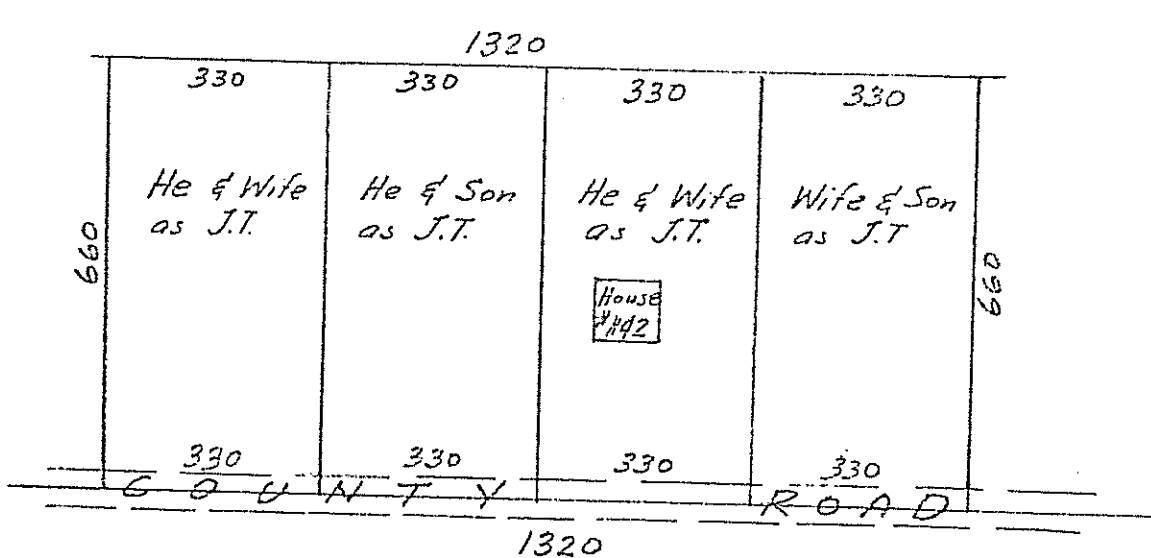 1320
330 330 330 330
He & Wife
as J.T.
He & Son
as J.T.
He & Wife
as J.T.
Wife & Son
as J.T
660
House
660
330 330 330 330
COUNTY ROAD
1320